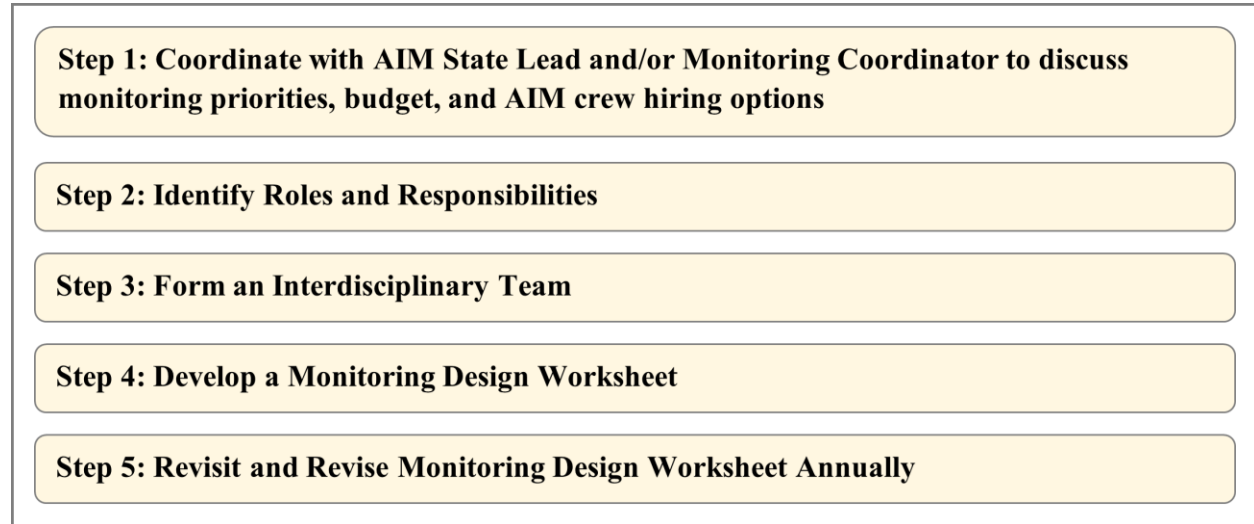 Step 1: Coordinate with AIM State Lead and/or Monitoring Coordinator to discuss
monitoring priorities, budget, and AIM crew hiring options
Step 2: Identify Roles and Responsibilities
Step 3: Form an Interdisciplinary Team
Step 4: Develop a Monitoring Design Worksheet
Step 5: Revisit and Revise Monitoring Design Worksheet Annually